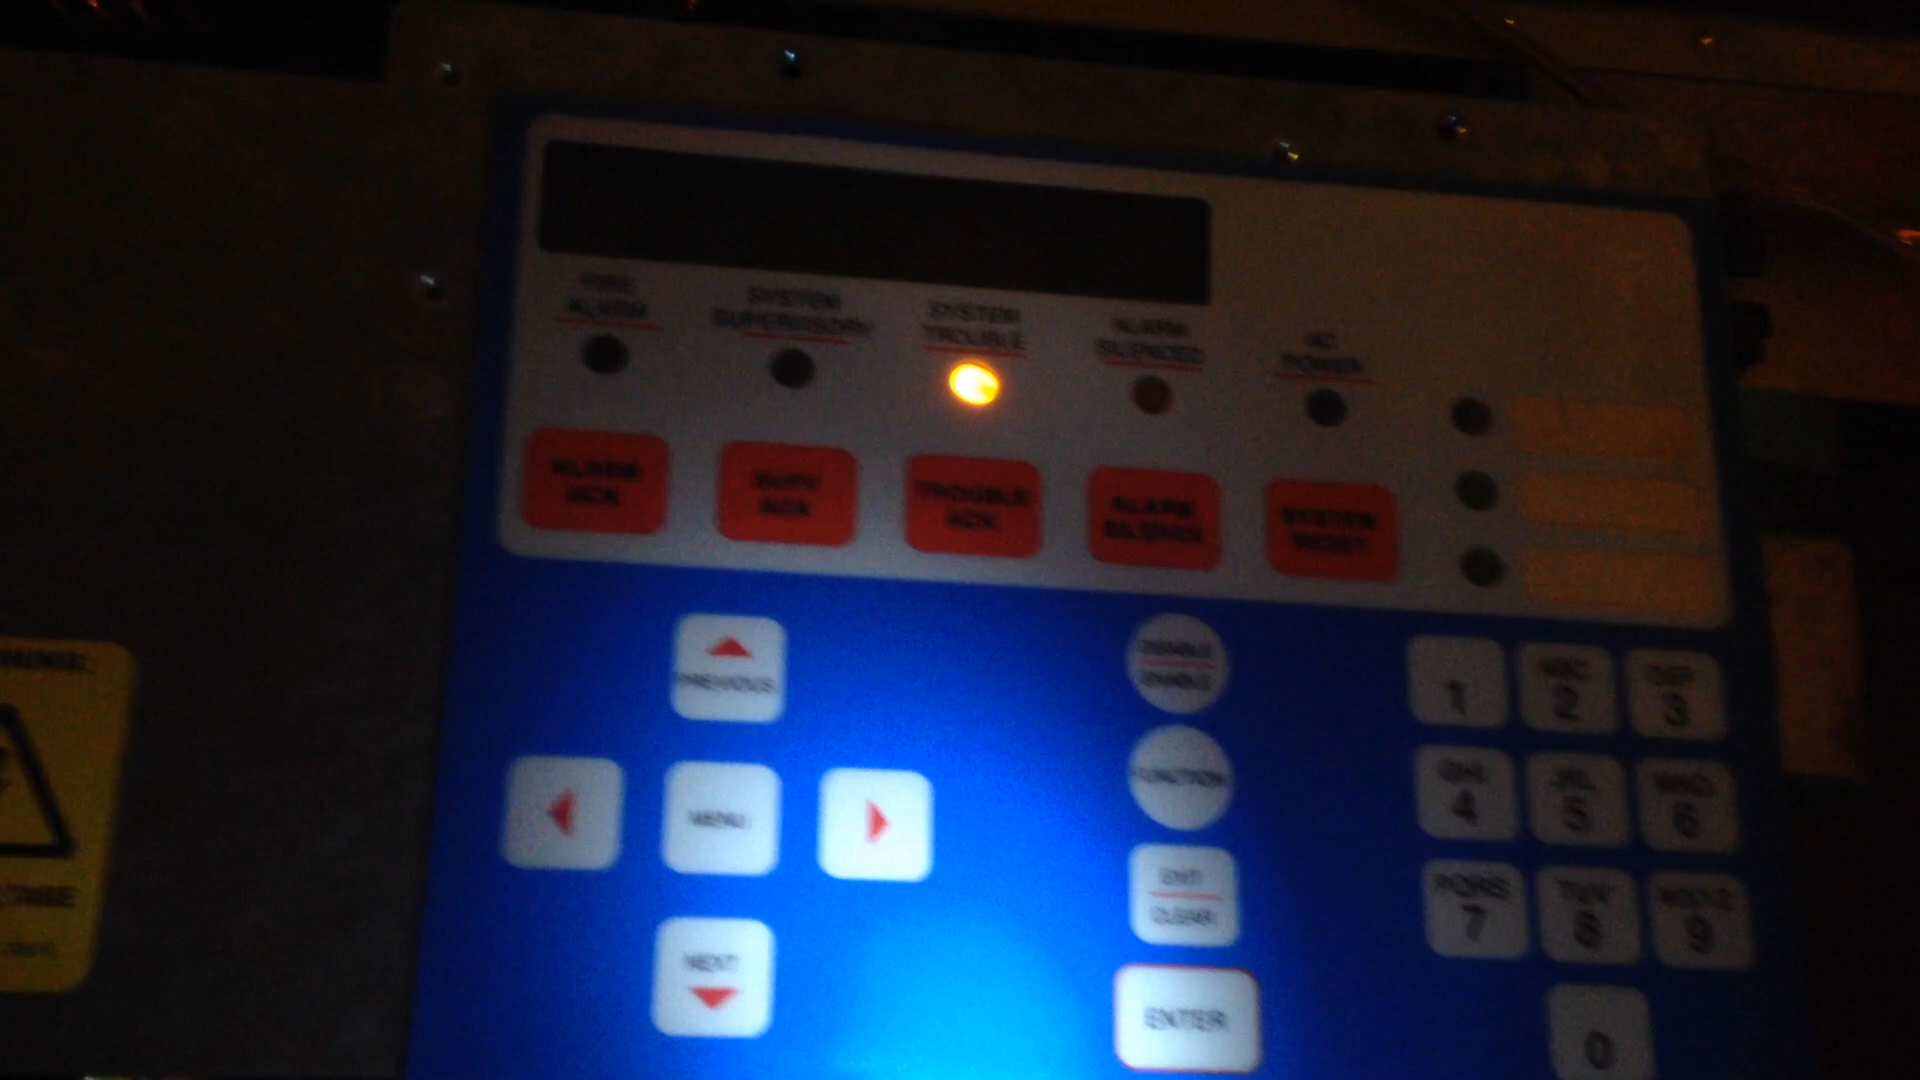 FIRE
ALARM
SYSTEM
SUPERVISORY
SYSTEM
TROUBLE
ALARM
SILENCED
AC
POWER
ALARM
ACK
SUPV
ACK
TROUBLE
ACK
ALARM
SILENCE
SYSTEM
RESET
PREVIOUS
MENU
NEXT
DISABLE
ENABLE
FUNCTION
EXIT
CLEAR
ENTER
1
ABC
2
DEF
3
GHI
4
JKL
5
MNO
6
PQRS
7
TUV
8
WXYZ
9
0